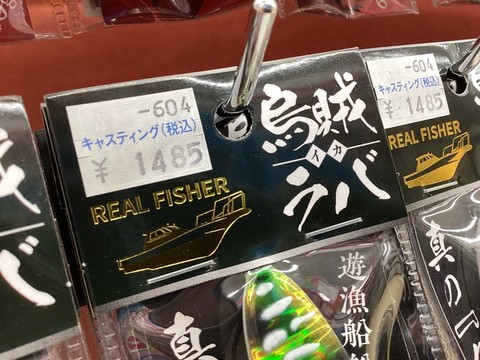 -604
キャスティング(税込)
¥ 1485
REAL FISHER
烏賊
イカ
ラバ
真
遊漁船
-604
キャスティング(税込)
¥ 1485
REAL FISHER
真の『